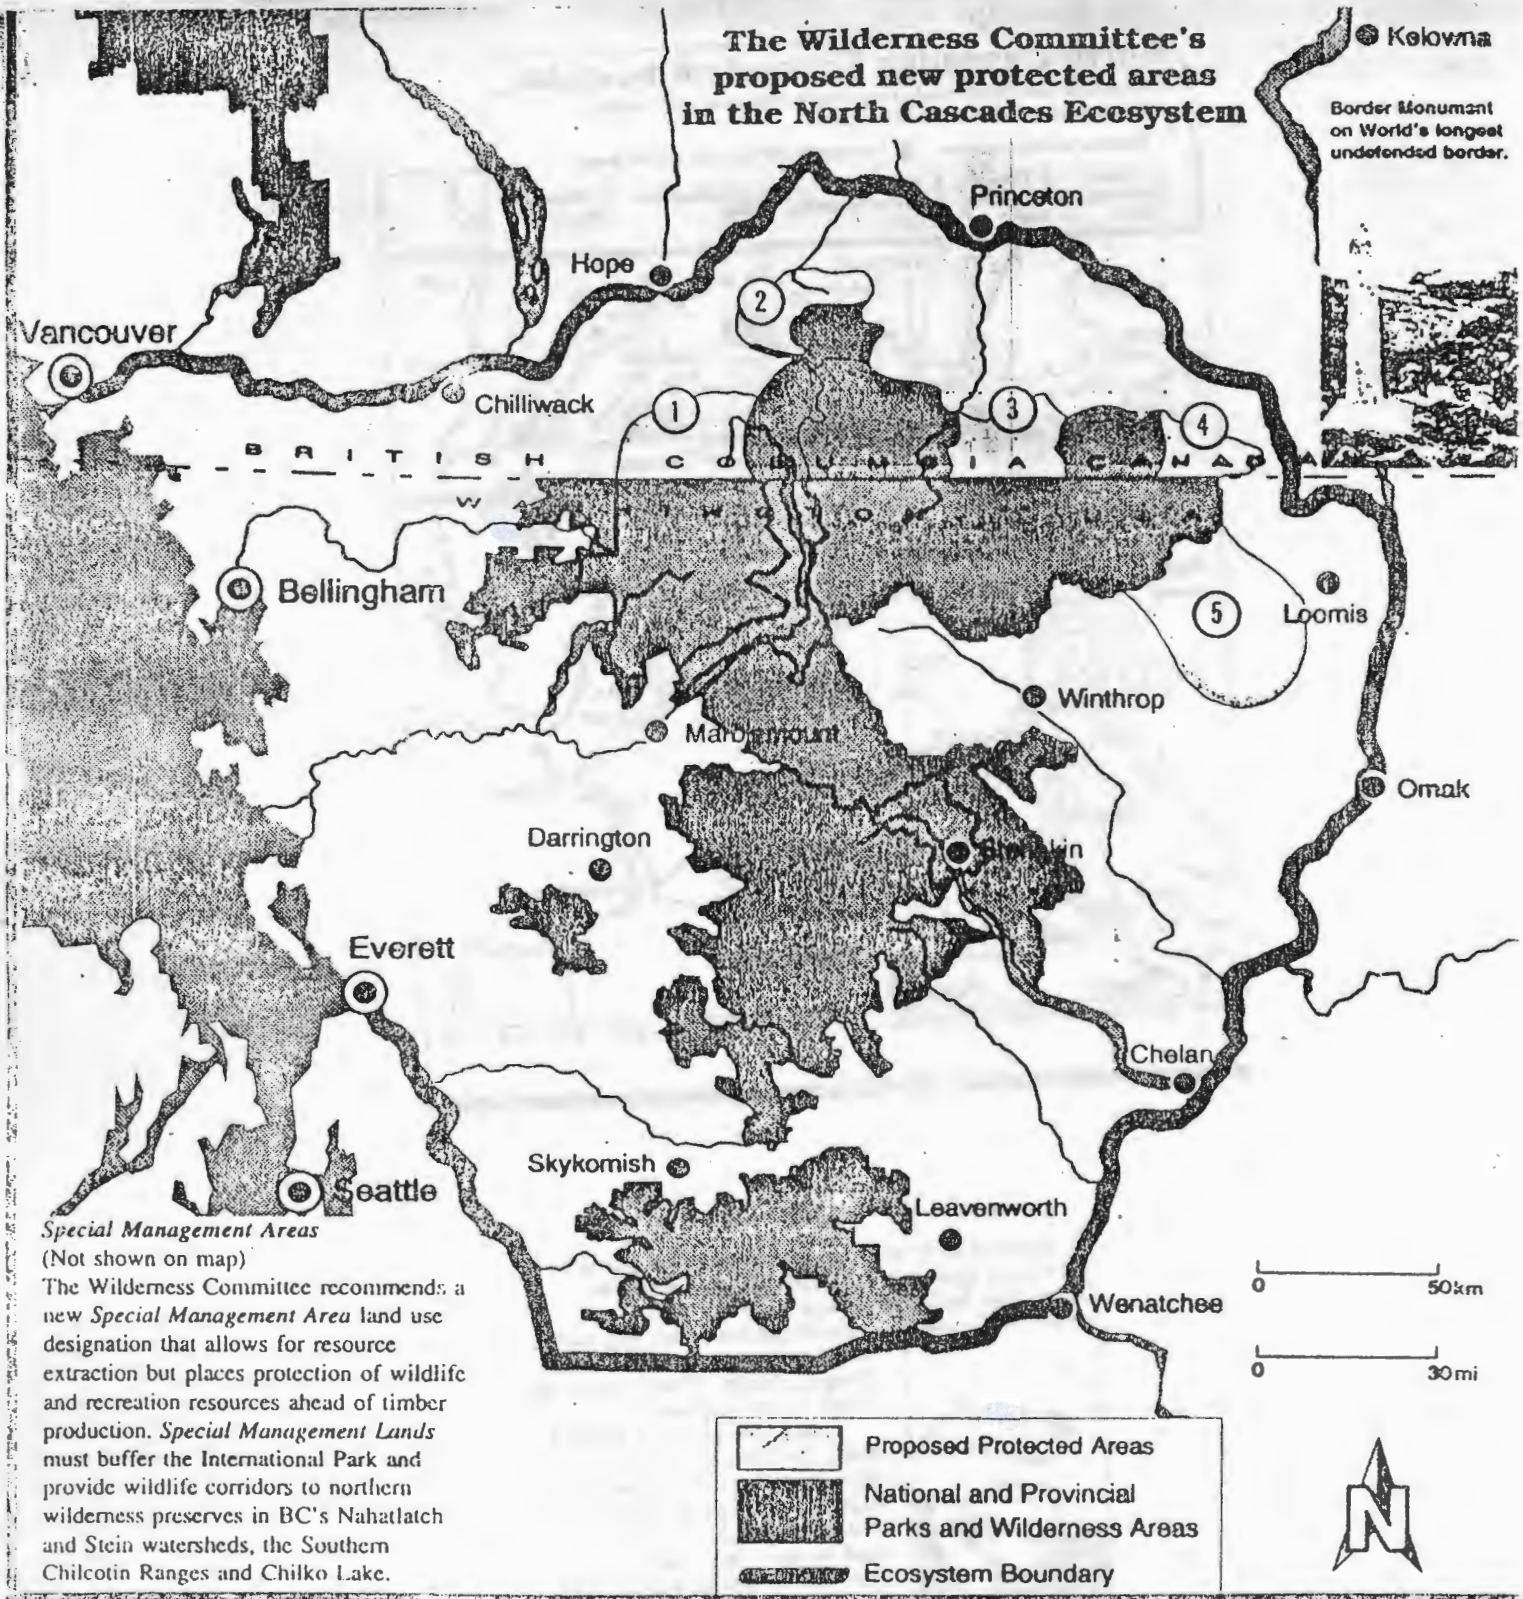 The Wilderness Committee's
proposed new protected areas
in the North Cascades Ecosystem
Kelowna
Border Monument
on World's longest
undefended border.
Princeton
Hope
2
Vancouver
Chilliwack
1
3
4
BRITISH COLUMBIA CANADA
W
Bellingham
5
Loomis
Winthrop
Marblemount
Omak
Darrington
Stehekin
Everett
Chelan
Skykomish
Seattle
Leavenworth
Wenatchee
Special Management Areas
(Not shown on map)
The Wilderness Committee recommends a
new Special Management Area land use
designation that allows for resource
extraction but places protection of wildlife
and recreation resources ahead of timber
production. Special Management Lands
must buffer the International Park and
provide wildlife corridors to northern
wilderness preserves in BC's Nahatlatch
and Stein watersheds, the Southern
Chilcotin Ranges and Chilko Lake.
0 50km
0 30mi
Proposed Protected Areas
National and Provincial
Parks and Wilderness Areas
Ecosystem Boundary
N